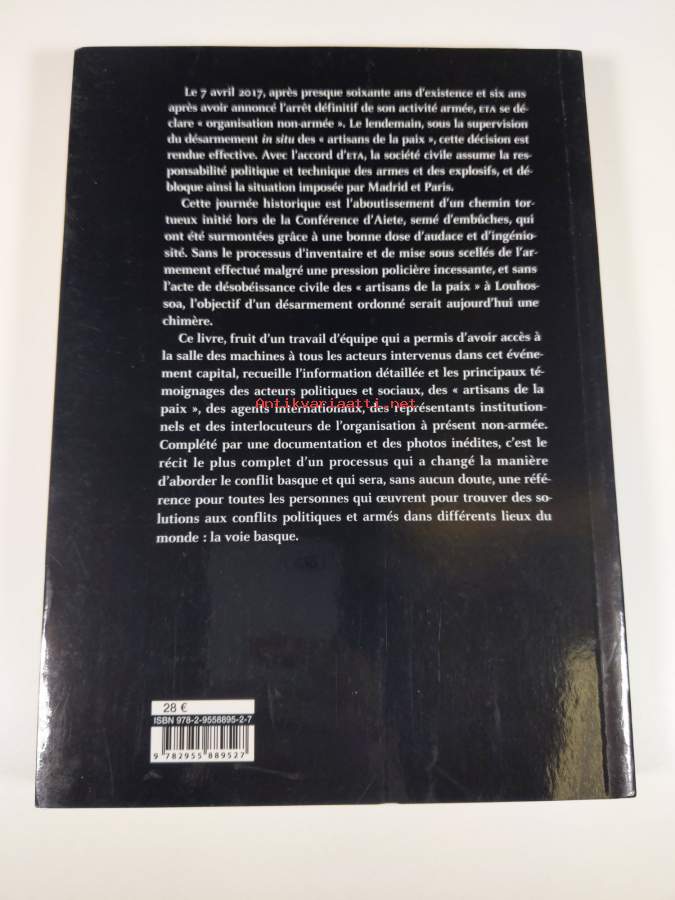 Le 7 avril 2017, après presque soixante ans d'existence et six ans
après avoir annoncé l'arrêt définitif de son activité armée, ETA se dé-
clare « organisation non-armée ». Le lendemain, sous la supervision
du désarmement in situ des « artisans de la paix », cette décision est
rendue effective. Avec l'accord d'ETA, la société civile assume la res-
ponsabilité politique et technique des armes et des explosifs, et dé-
bloque ainsi la situation imposée par Madrid et Paris.
Cette journée historique est l'aboutissement d'un chemin tor-
tueux initié lors de la Conférence d'Aiete, semé d'embûches, qui
ont été surmontées grâce à une bonne dose d'audace et d'ingénio-
sité. Sans le processus d'inventaire et de mise sous scellés de l'ar-
mement effectué malgré une pression policière incessante, et sans
l'acte de désobéissance civile des « artisans de la paix » à Louhos-
soa, l'objectif d'un désarmement ordonné serait aujourd'hui une
chimère.
Ce livre, fruit d'un travail d'équipe qui a permis d'avoir accès à
la salle des machines à tous les acteurs intervenus dans cet événe-
ment capital, recueille l'information détaillée et les principaux té-
moignages des acteurs politiques et sociaux, des « artisans de la
paix », des agents internationaux, des représentants institution-
nels et des interlocuteurs de l'organisation à présent non-armée.
Complété par une documentation et des photos inédites, c'est le
récit le plus complet d'un processus qui a changé la manière
d'aborder le conflit basque et qui sera, sans aucun doute, une réfé-
rence pour toutes les personnes qui œuvrent pour trouver des so-
lutions aux conflits politiques et armés dans différents lieux du
monde : la voie basque.
Antikvariaatti.net
28 €
ISBN 978-2-9558895-2-7
9 782955 889527